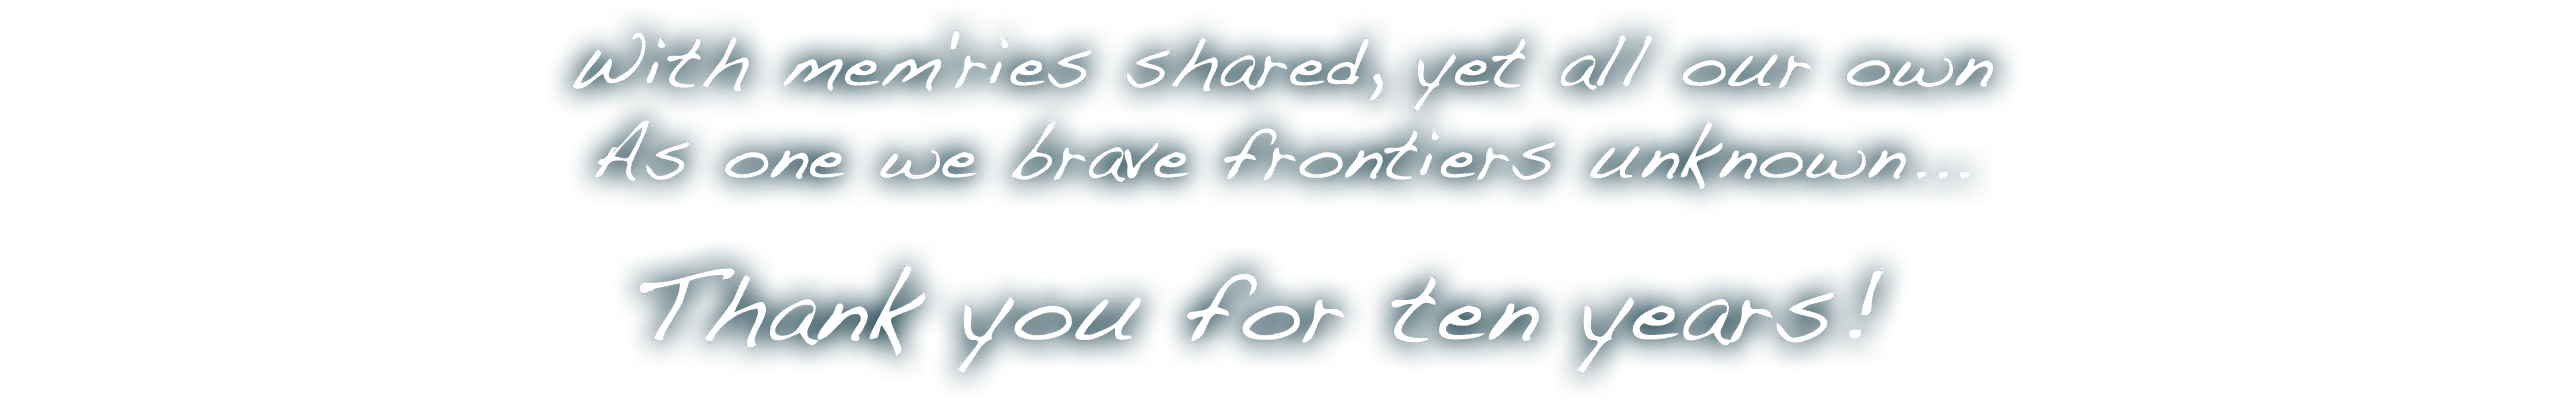 With mem'ries shared, yet all our own
As one we brave frontiers unknown...
Thank you for ten years!